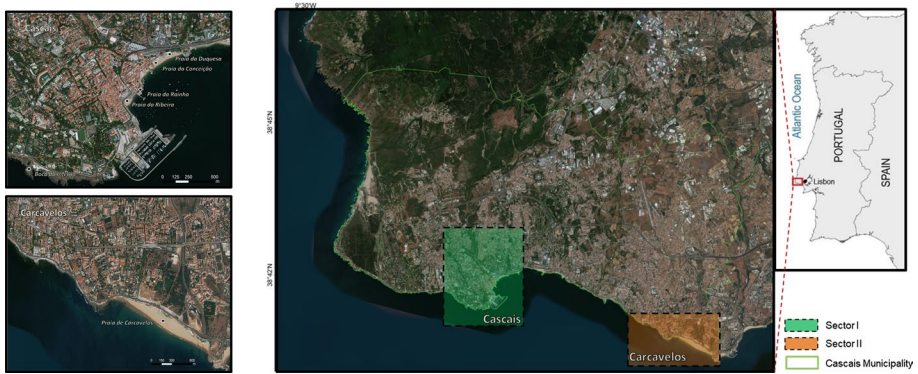 Cascais
Praia da Duquesa
Praia da Conceição
Praia da Rainha
Praia da Ribeira
0 125 250 500
m
Carcavelos
Praia de Carcavelos
m
9°30'W
38°45'N
38°42'N
Cascais
Carcavelos
Atlantic Ocean
PORTUGAL
SPAIN
Lisbon
Sector I
Sector II
Cascais Municipality